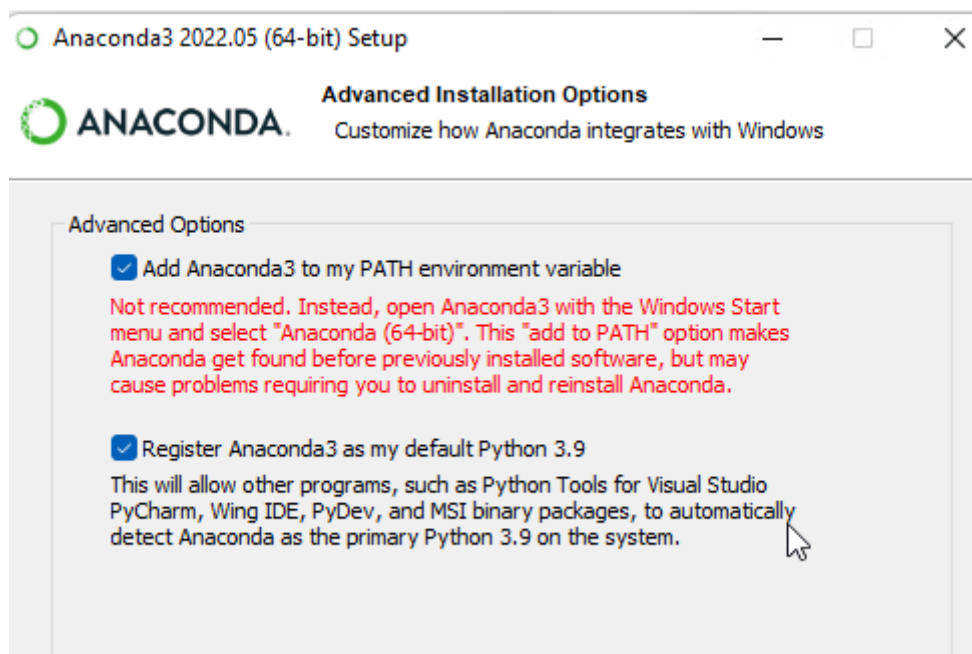 Anaconda3 2022.05 (64-bit) Setup
ANACONDA.
Advanced Installation Options
Customize how Anaconda integrates with Windows
Advanced Options
Add Anaconda3 to my PATH environment variable
Not recommended. Instead, open Anaconda3 with the Windows Start
menu and select "Anaconda (64-bit)". This "add to PATH" option makes
Anaconda get found before previously installed software, but may
cause problems requiring you to uninstall and reinstall Anaconda.
Register Anaconda3 as my default Python 3.9
This will allow other programs, such as Python Tools for Visual Studio
PyCharm, Wing IDE, PyDev, and MSI binary packages, to automatically
detect Anaconda as the primary Python 3.9 on the system.